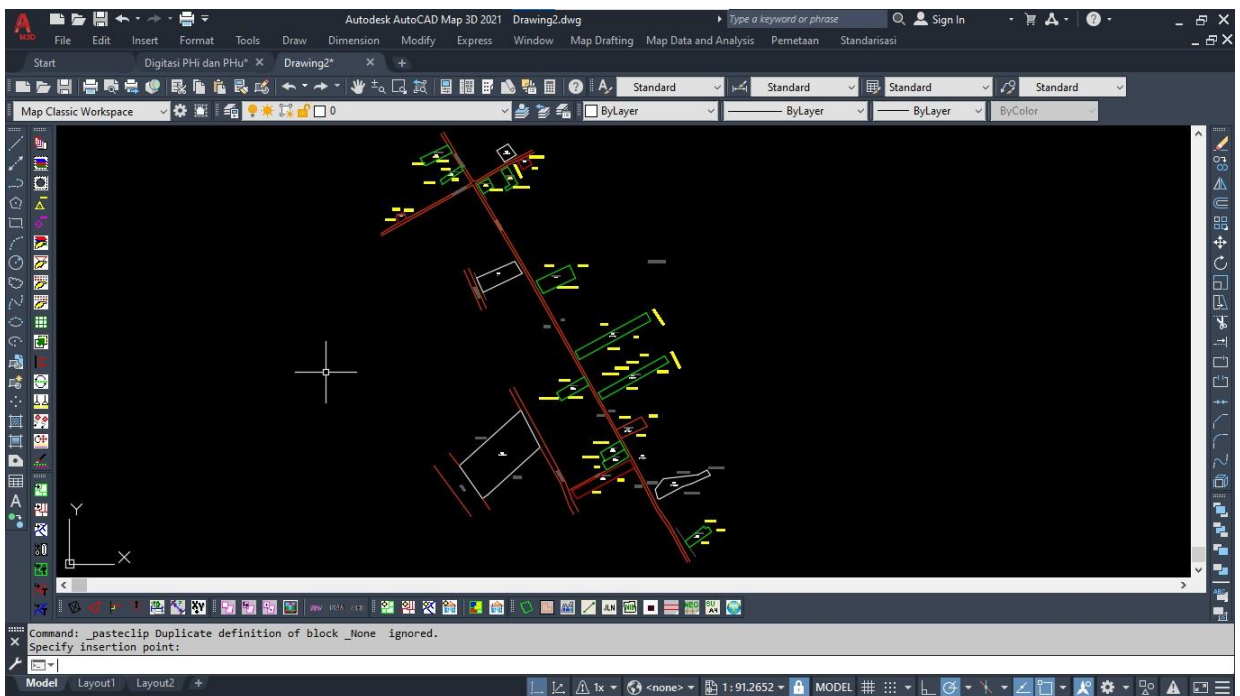 A
M3D
Autodesk AutoCAD Map 3D 2021 Drawing2.dwg
Type a keyword or phrase
Sign In
File Edit Insert Format Tools Draw Dimension Modify Express Window Map Drafting Map Data and Analysis Pemetaan Standarisasi
Start Digitasi PHi dan PHu* Drawing2*
Standard Standard Standard Standard
Map Classic Workspace 0 ByLayer ByLayer ByLayer ByColor
Y
X
Command: _pasteclip Duplicate definition of block _None ignored.
Specify insertion point:
Model Layout1 Layout2 +
1x <none> 1:91.2652 MODEL